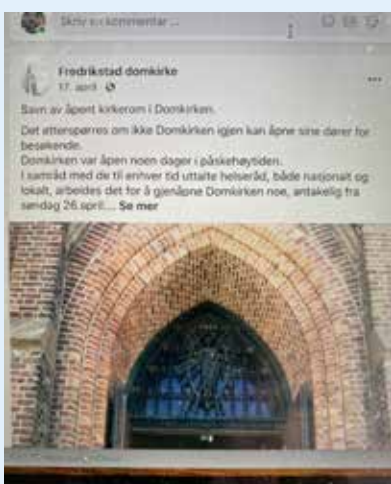 Skriv en kommentar ...
Fredrikstad domkirke
17. april
Savn av åpent kirkerom i Domkirken.
Det etterspørres om ikke Domkirken igjen kan åpne sine dører for
besøkende.
Domkirken var åpen noen dager i påskehøytiden.
I samråd med de til enhver tid uttalte helseråd, både nasjonalt og
lokalt, arbeides det for å gjenåpne Domkirken noe, antakelig fra
søndag 26.april.... Se mer